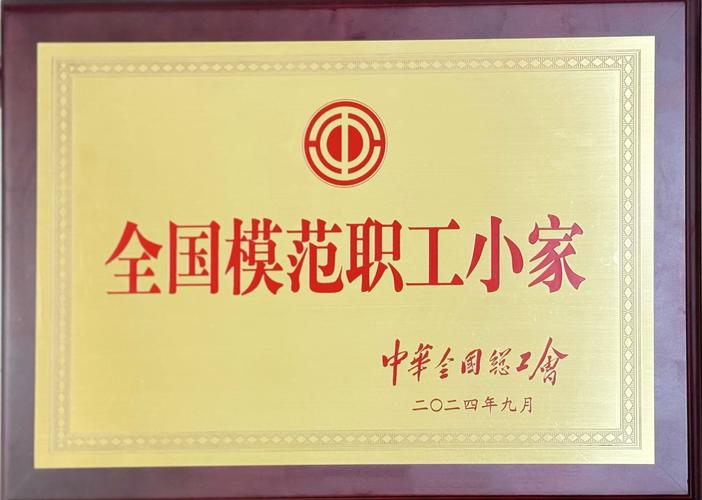 全国模范职工小家
中華全国総工會
二〇二四年九月